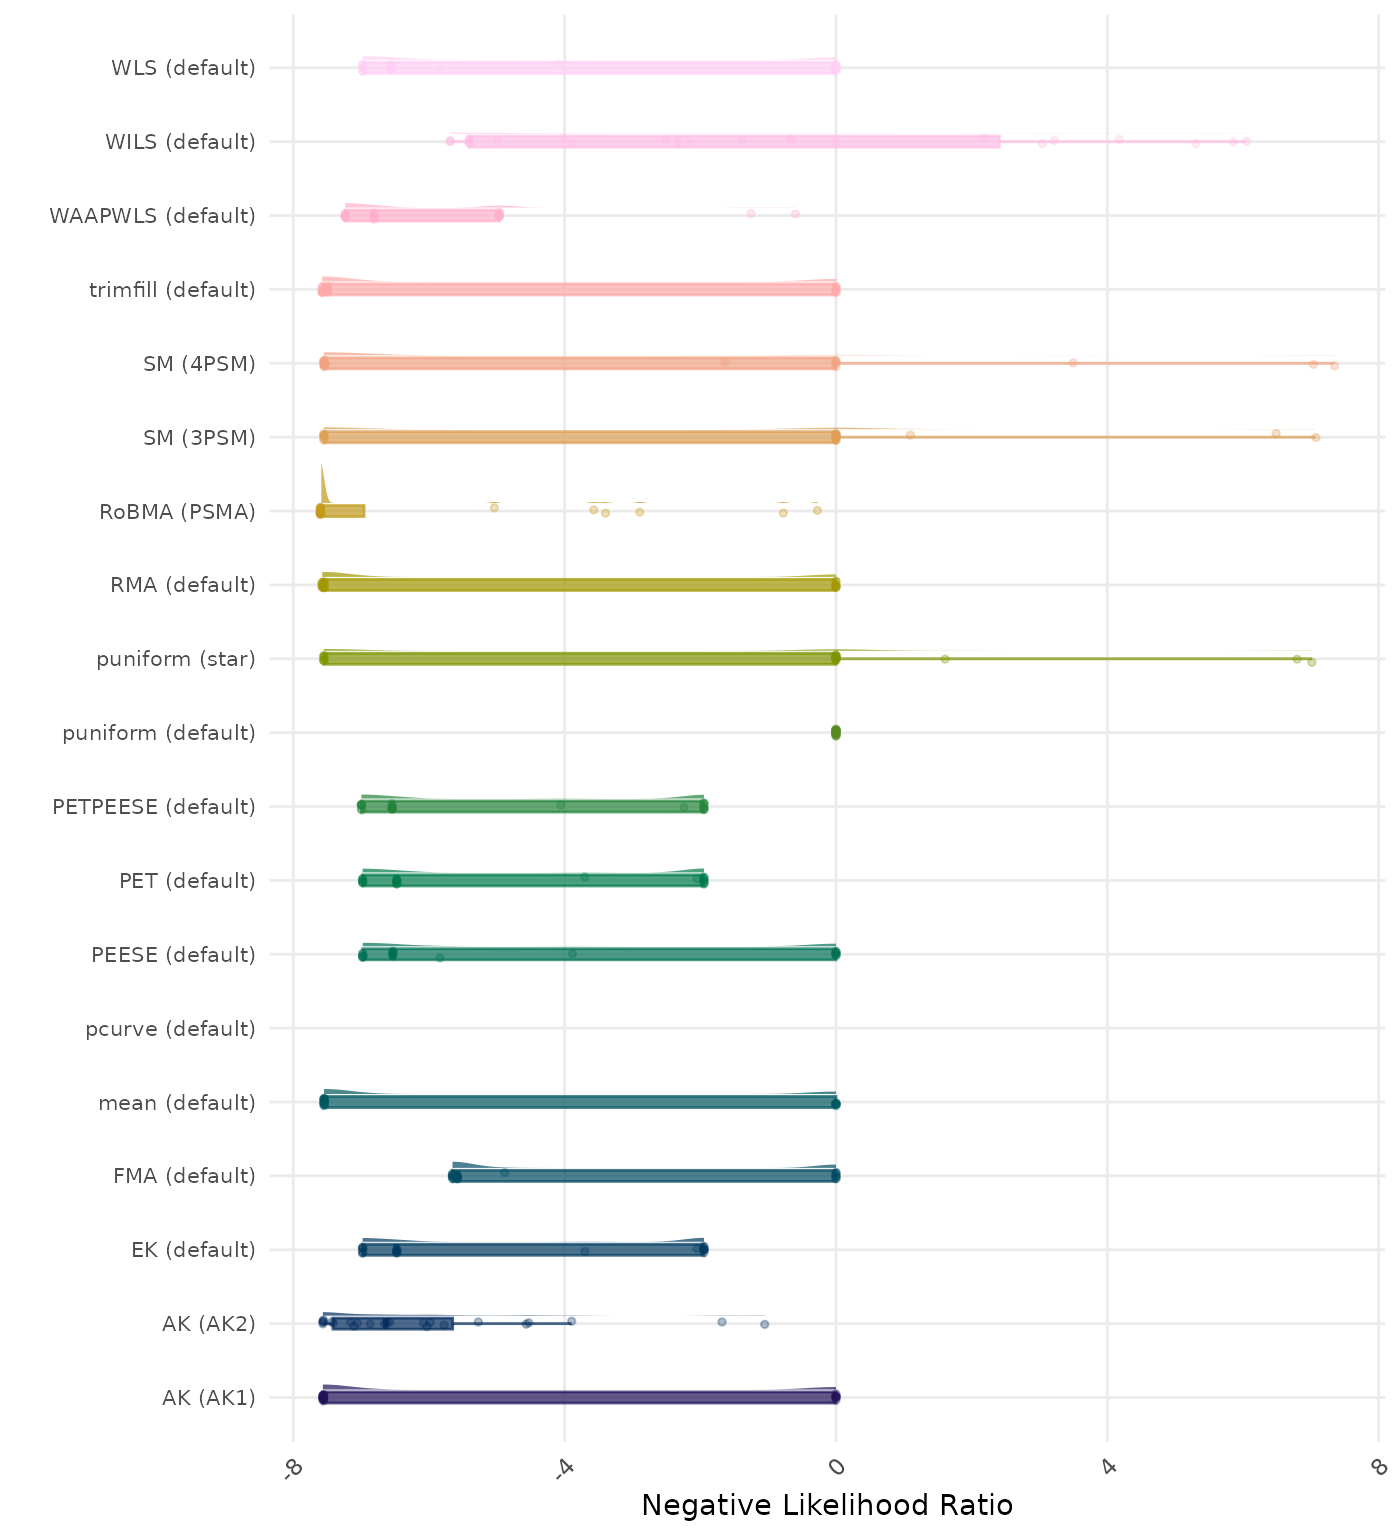 WLS (default)
WILS (default)
WAAPWLS (default)
trimfill (default)
SM (4PSM)
SM (3PSM)
RoBMA (PSMA)
RMA (default)
puniform (star)
puniform (default)
PETPEESE (default)
PET (default)
PEESE (default)
pcurve (default)
mean (default)
FMA (default)
EK (default)
AK (AK2)
AK (AK1)
-8 -4 0 4 8
Negative Likelihood Ratio